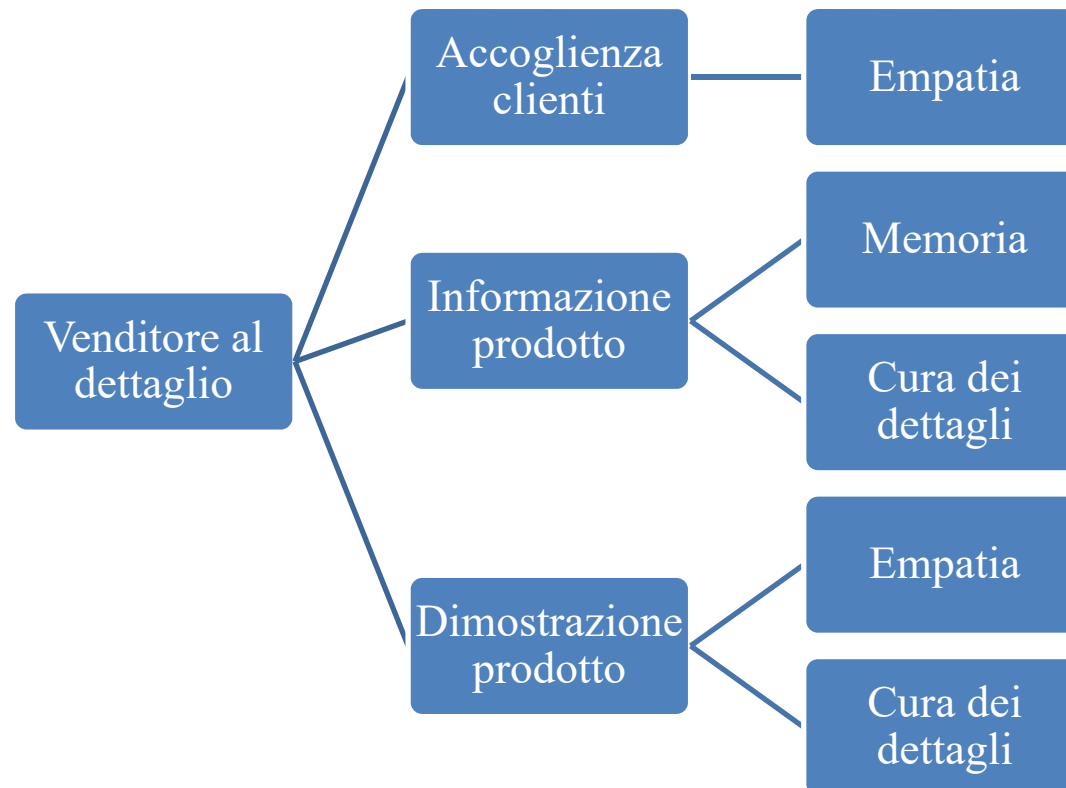 Venditore al
dettaglio
Accoglienza
clienti
Empatia
Informazione
prodotto
Memoria
Cura dei
dettagli
Dimostrazione
prodotto
Empatia
Cura dei
dettagli